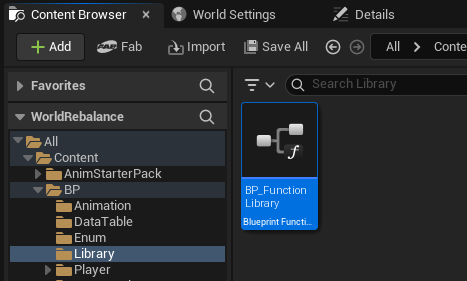 Content Browser
World Settings
Details
Add
Fab
Import
Save All
All
Conte
Favorites
WorldRebalance
All
Content
AnimStarterPack
BP
Animation
DataTable
Enum
Library
Player
Search Library
BP_Function
Library
Blueprint Functi...